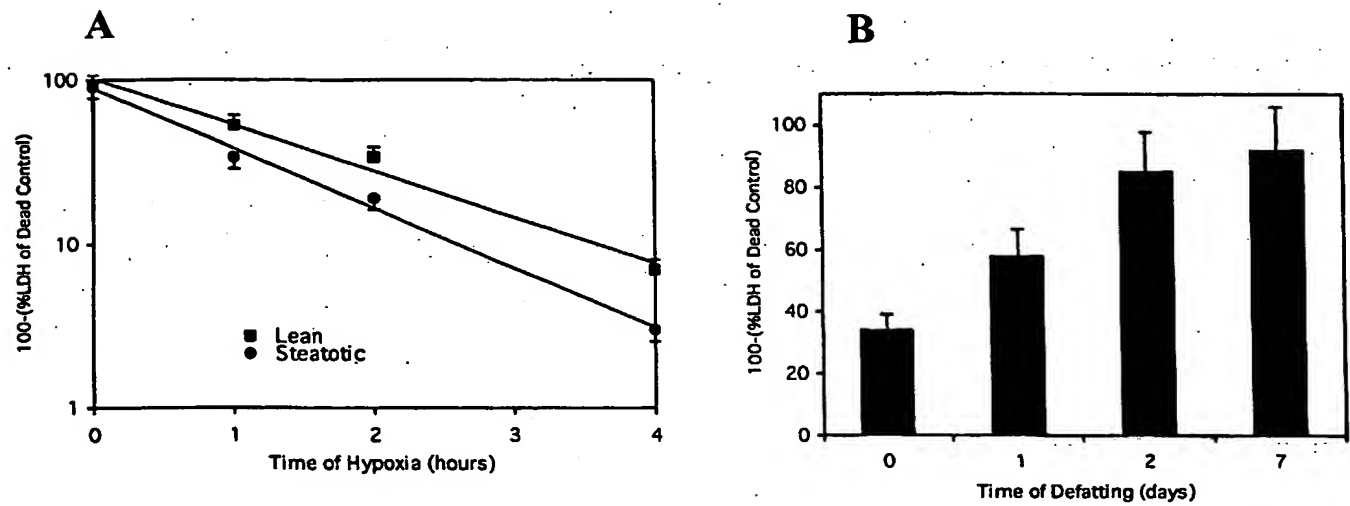 A
100-(%LDH of Dead Control)
100
10
1
Lean
Steatotic
0 1 2 3 4
Time of Hypoxia (hours)
B
100-(%LDH of Dead Control)
100
80
60
40
20
0
0 1 2 7
Time of Defatting (days)